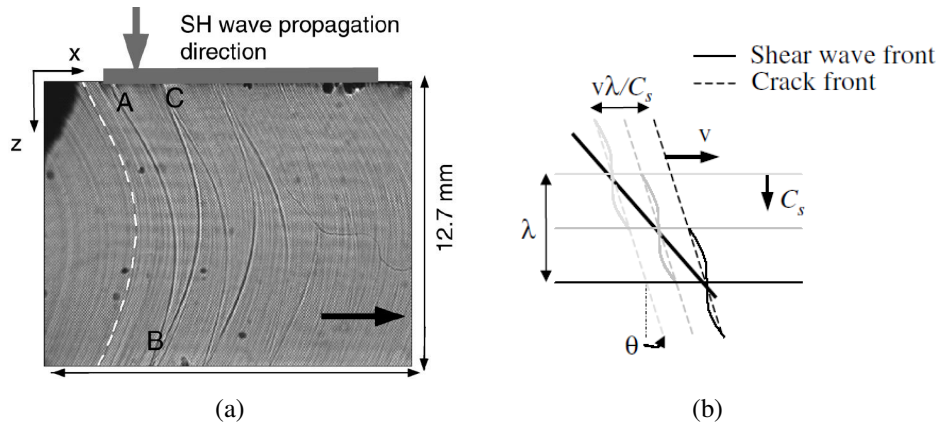 SH wave propagation
direction
x
z
A
C
B
12.7 mm
(a)
Shear wave front
Crack front
vλ/Cₛ
v
Cₛ
λ
θ
(b)